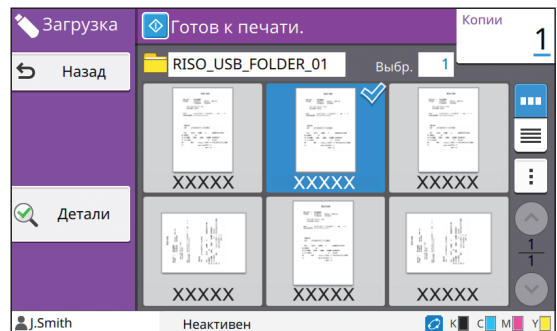 Загрузка
Готов к печати.
Копии
1
Назад
RISO_USB_FOLDER_01
Выбр. 1
XXXXX XXXXX XXXXX
Детали
1
1
XXXXX XXXXX XXXXX
J.Smith
Неактивен
K C M Y